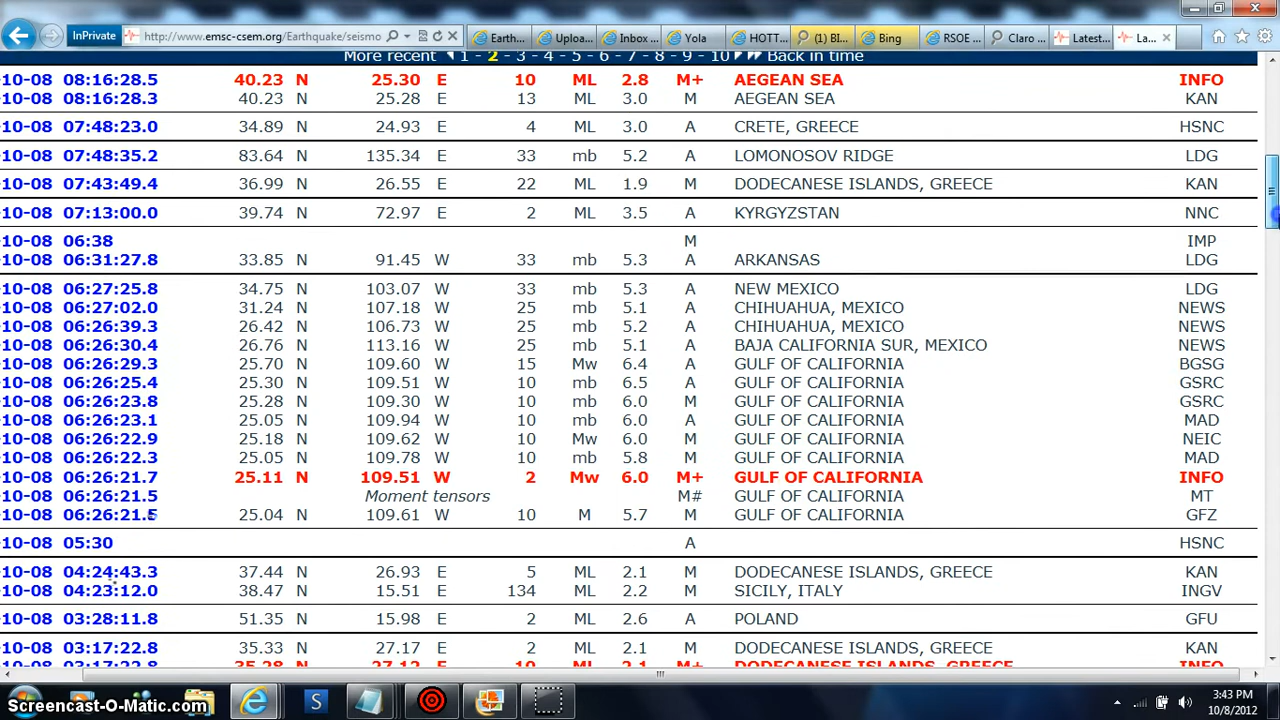 InPrivate http://www.emsc-csem.org/Earthquake/seismo Earth... Uploa... Inbox ... Yola HOTT... (1) Bl... Bing RSOE ... Claro ... Latest... La...
More recent 1 - 2 - 3 - 4 - 5 - 6 - 7 - 8 - 9 - 10 Back in time
-10-08 08:16:28.5 40.23 N 25.30 E 10 ML 2.8 M+ AEGEAN SEA INFO
-10-08 08:16:28.3 40.23 N 25.28 E 13 ML 3.0 M AEGEAN SEA KAN
-10-08 07:48:23.0 34.89 N 24.93 E 4 ML 3.0 A CRETE, GREECE HSNC
-10-08 07:48:35.2 83.64 N 135.34 E 33 mb 5.2 A LOMONOSOV RIDGE LDG
-10-08 07:43:49.4 36.99 N 26.55 E 22 ML 1.9 M DODECANESE ISLANDS, GREECE KAN
-10-08 07:13:00.0 39.74 N 72.97 E 2 ML 3.5 A KYRGYZSTAN NNC
-10-08 06:38 M IMP
-10-08 06:31:27.8 33.85 N 91.45 W 33 mb 5.3 A ARKANSAS LDG
-10-08 06:27:25.8 34.75 N 103.07 W 33 mb 5.3 A NEW MEXICO LDG
-10-08 06:27:02.0 31.24 N 107.18 W 25 mb 5.1 A CHIHUAHUA, MEXICO NEWS
-10-08 06:26:39.3 26.42 N 106.73 W 25 mb 5.2 A CHIHUAHUA, MEXICO NEWS
-10-08 06:26:30.4 26.76 N 113.16 W 25 mb 5.1 A BAJA CALIFORNIA SUR, MEXICO NEWS
-10-08 06:26:29.3 25.70 N 109.60 W 15 Mw 6.4 A GULF OF CALIFORNIA BGSG
-10-08 06:26:25.4 25.30 N 109.51 W 10 mb 6.5 A GULF OF CALIFORNIA GSRC
-10-08 06:26:23.8 25.28 N 109.30 W 10 mb 6.0 M GULF OF CALIFORNIA GSRC
-10-08 06:26:23.1 25.05 N 109.94 W 10 mb 6.0 A GULF OF CALIFORNIA MAD
-10-08 06:26:22.9 25.18 N 109.62 W 10 Mw 6.0 M GULF OF CALIFORNIA NEIC
-10-08 06:26:22.3 25.05 N 109.78 W 10 mb 5.8 M GULF OF CALIFORNIA MAD
-10-08 06:26:21.7 25.11 N 109.51 W 2 Mw 6.0 M+ GULF OF CALIFORNIA INFO
-10-08 06:26:21.5 Moment tensors M# GULF OF CALIFORNIA MT
-10-08 06:26:21.5 25.04 N 109.61 W 10 M 5.7 M GULF OF CALIFORNIA GFZ
-10-08 05:30 A HSNC
-10-08 04:24:43.3 37.44 N 26.93 E 5 ML 2.1 M DODECANESE ISLANDS, GREECE KAN
-10-08 04:23:12.0 38.47 N 15.51 E 134 ML 2.2 M SICILY, ITALY INGV
-10-08 03:28:11.8 51.35 N 15.98 E 2 ML 2.6 A POLAND GFU
-10-08 03:17:22.8 35.33 N 27.17 E 2 ML 2.1 M DODECANESE ISLANDS, GREECE KAN
-10-08 03:17:22.8 35.28 N 27.12 E 10 ML 2.1 M+ DODECANESE ISLANDS, GREECE INFO
Screencast-O-Matic.com S 3:43 PM
10/8/2012